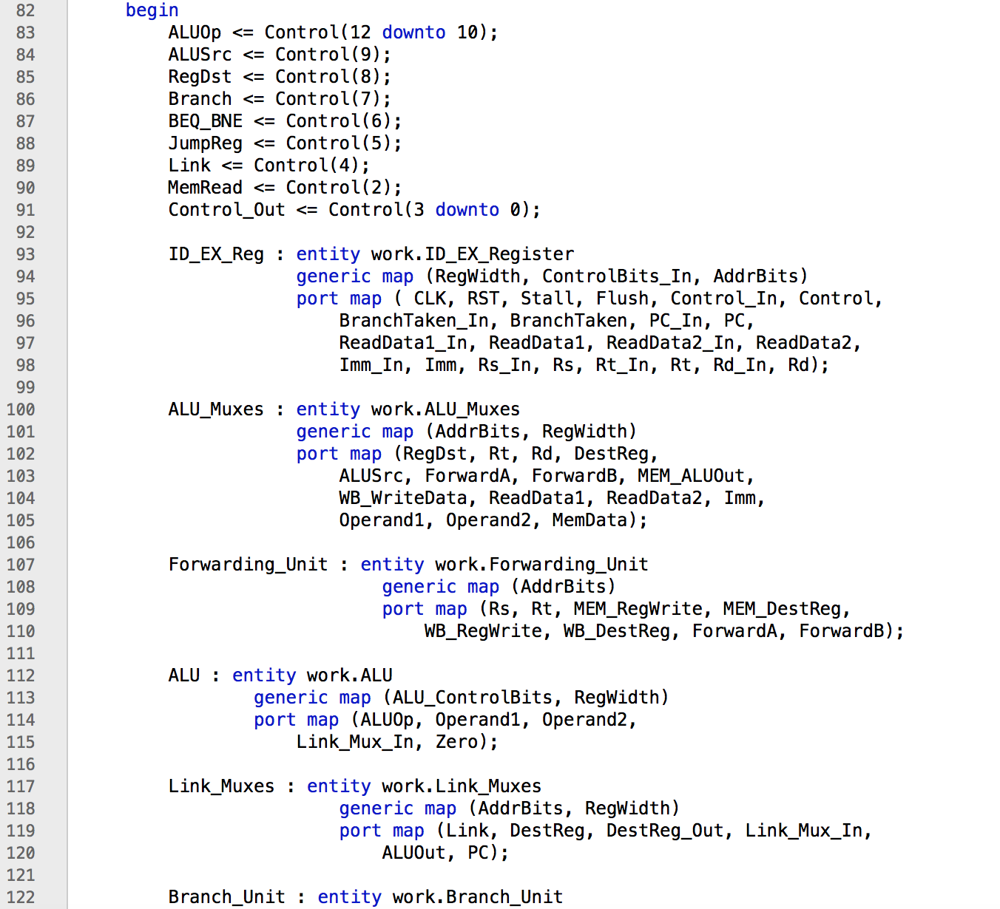 82 begin
83 ALUOp <= Control(12 downto 10);
84 ALUSrc <= Control(9);
85 RegDst <= Control(8);
86 Branch <= Control(7);
87 BEQ_BNE <= Control(6);
88 JumpReg <= Control(5);
89 Link <= Control(4);
90 MemRead <= Control(2);
91 Control_Out <= Control(3 downto 0);
92
93 ID_EX_Reg : entity work.ID_EX_Register
94 generic map (RegWidth, ControlBits_In, AddrBits)
95 port map ( CLK, RST, Stall, Flush, Control_In, Control,
96 BranchTaken_In, BranchTaken, PC_In, PC,
97 ReadData1_In, ReadData1, ReadData2_In, ReadData2,
98 Imm_In, Imm, Rs_In, Rs, Rt_In, Rt, Rd_In, Rd);
99
100 ALU_Muxes : entity work.ALU_Muxes
101 generic map (AddrBits, RegWidth)
102 port map (RegDst, Rt, Rd, DestReg,
103 ALUSrc, ForwardA, ForwardB, MEM_ALUOut,
104 WB_WriteData, ReadData1, ReadData2, Imm,
105 Operand1, Operand2, MemData);
106
107 Forwarding_Unit : entity work.Forwarding_Unit
108 generic map (AddrBits)
109 port map (Rs, Rt, MEM_RegWrite, MEM_DestReg,
110 WB_RegWrite, WB_DestReg, ForwardA, ForwardB);
111
112 ALU : entity work.ALU
113 generic map (ALU_ControlBits, RegWidth)
114 port map (ALUOp, Operand1, Operand2,
115 Link_Mux_In, Zero);
116
117 Link_Muxes : entity work.Link_Muxes
118 generic map (AddrBits, RegWidth)
119 port map (Link, DestReg, DestReg_Out, Link_Mux_In,
120 ALUOut, PC);
121
122 Branch_Unit : entity work.Branch_Unit